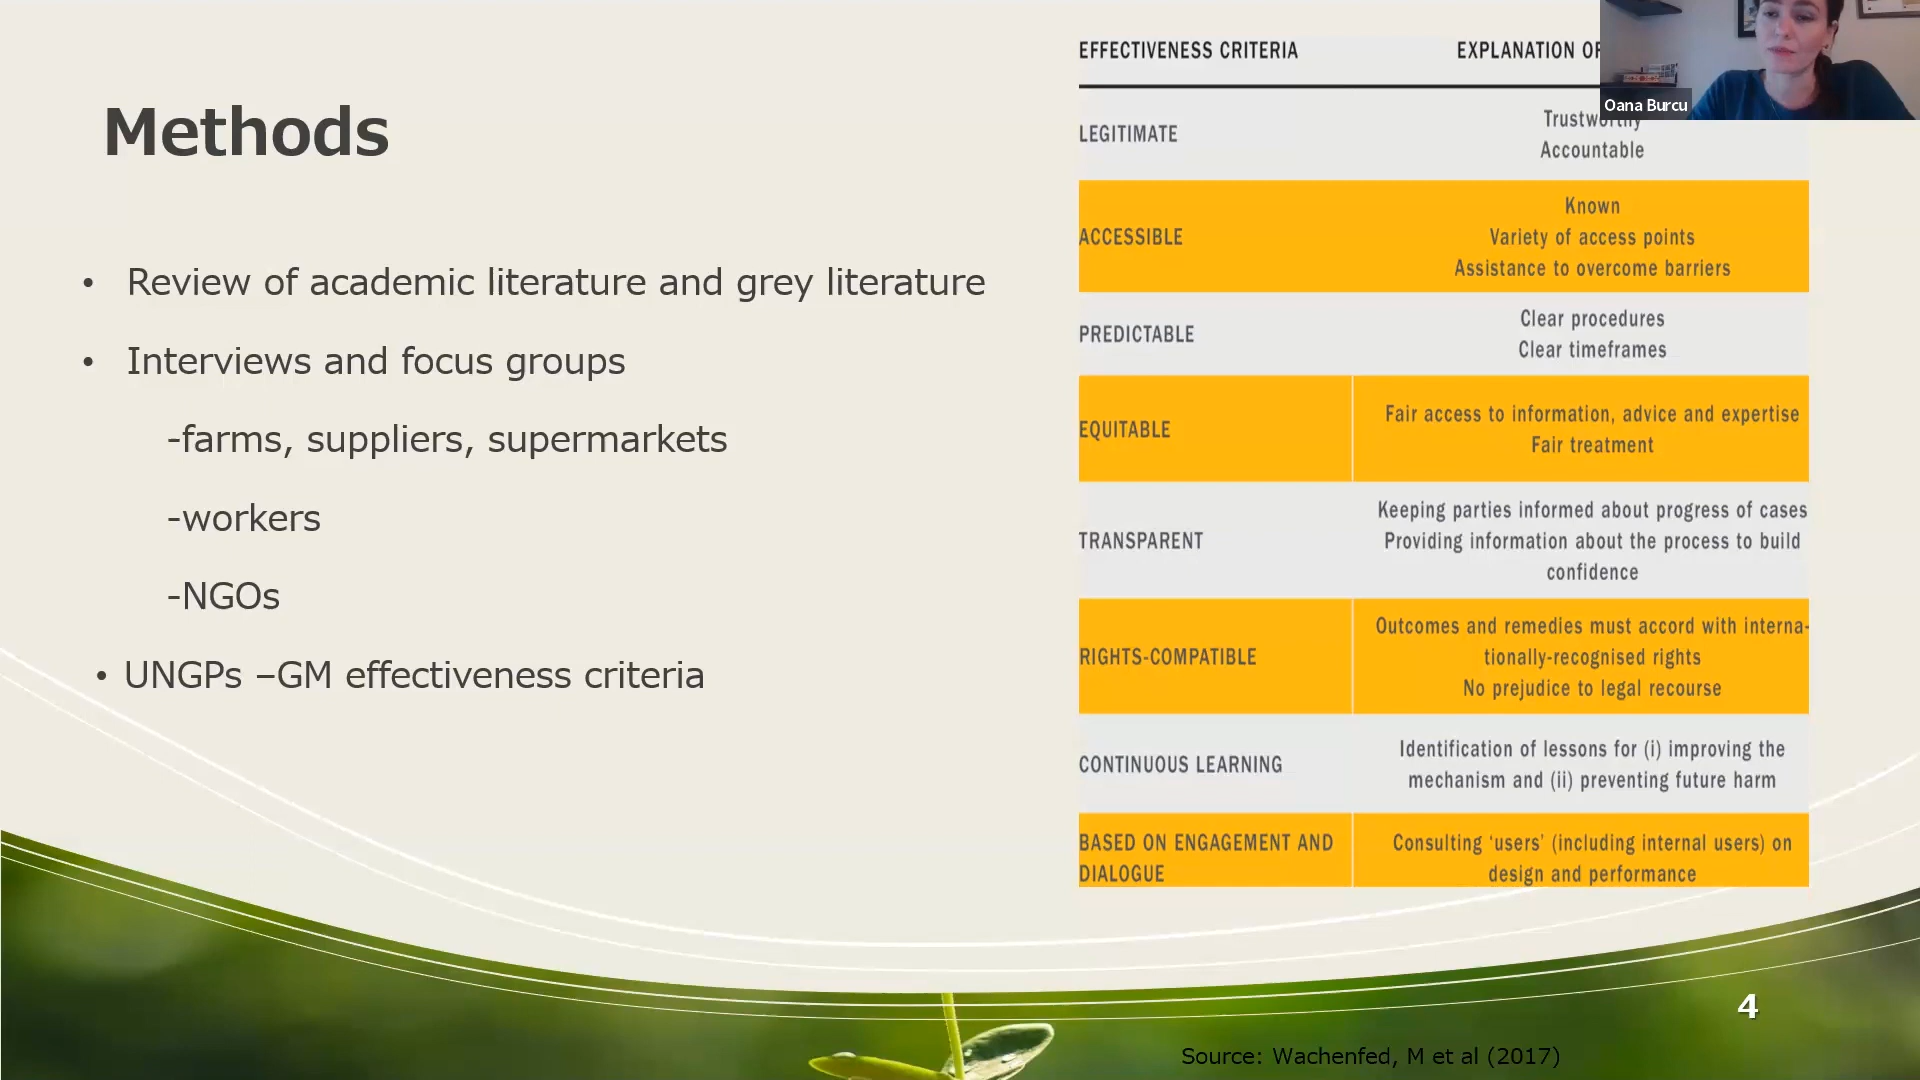 Methods
• Review of academic literature and grey literature
• Interviews and focus groups
-farms, suppliers, supermarkets
-workers
-NGOs
• UNGPs –GM effectiveness criteria
EFFECTIVENESS CRITERIA
EXPLANATION OF
LEGITIMATE
Trustworthy
Accountable
ACCESSIBLE
Known
Variety of access points
Assistance to overcome barriers
PREDICTABLE
Clear procedures
Clear timeframes
EQUITABLE
Fair access to information, advice and expertise
Fair treatment
TRANSPARENT
Keeping parties informed about progress of cases
Providing information about the process to build
confidence
RIGHTS-COMPATIBLE
Outcomes and remedies must accord with interna-
tionally-recognised rights
No prejudice to legal recourse
CONTINUOUS LEARNING
Identification of lessons for (i) improving the
mechanism and (ii) preventing future harm
BASED ON ENGAGEMENT AND
DIALOGUE
Consulting ‘users’ (including internal users) on
design and performance
Oana Burcu
4
Source: Wachenfed, M et al (2017)